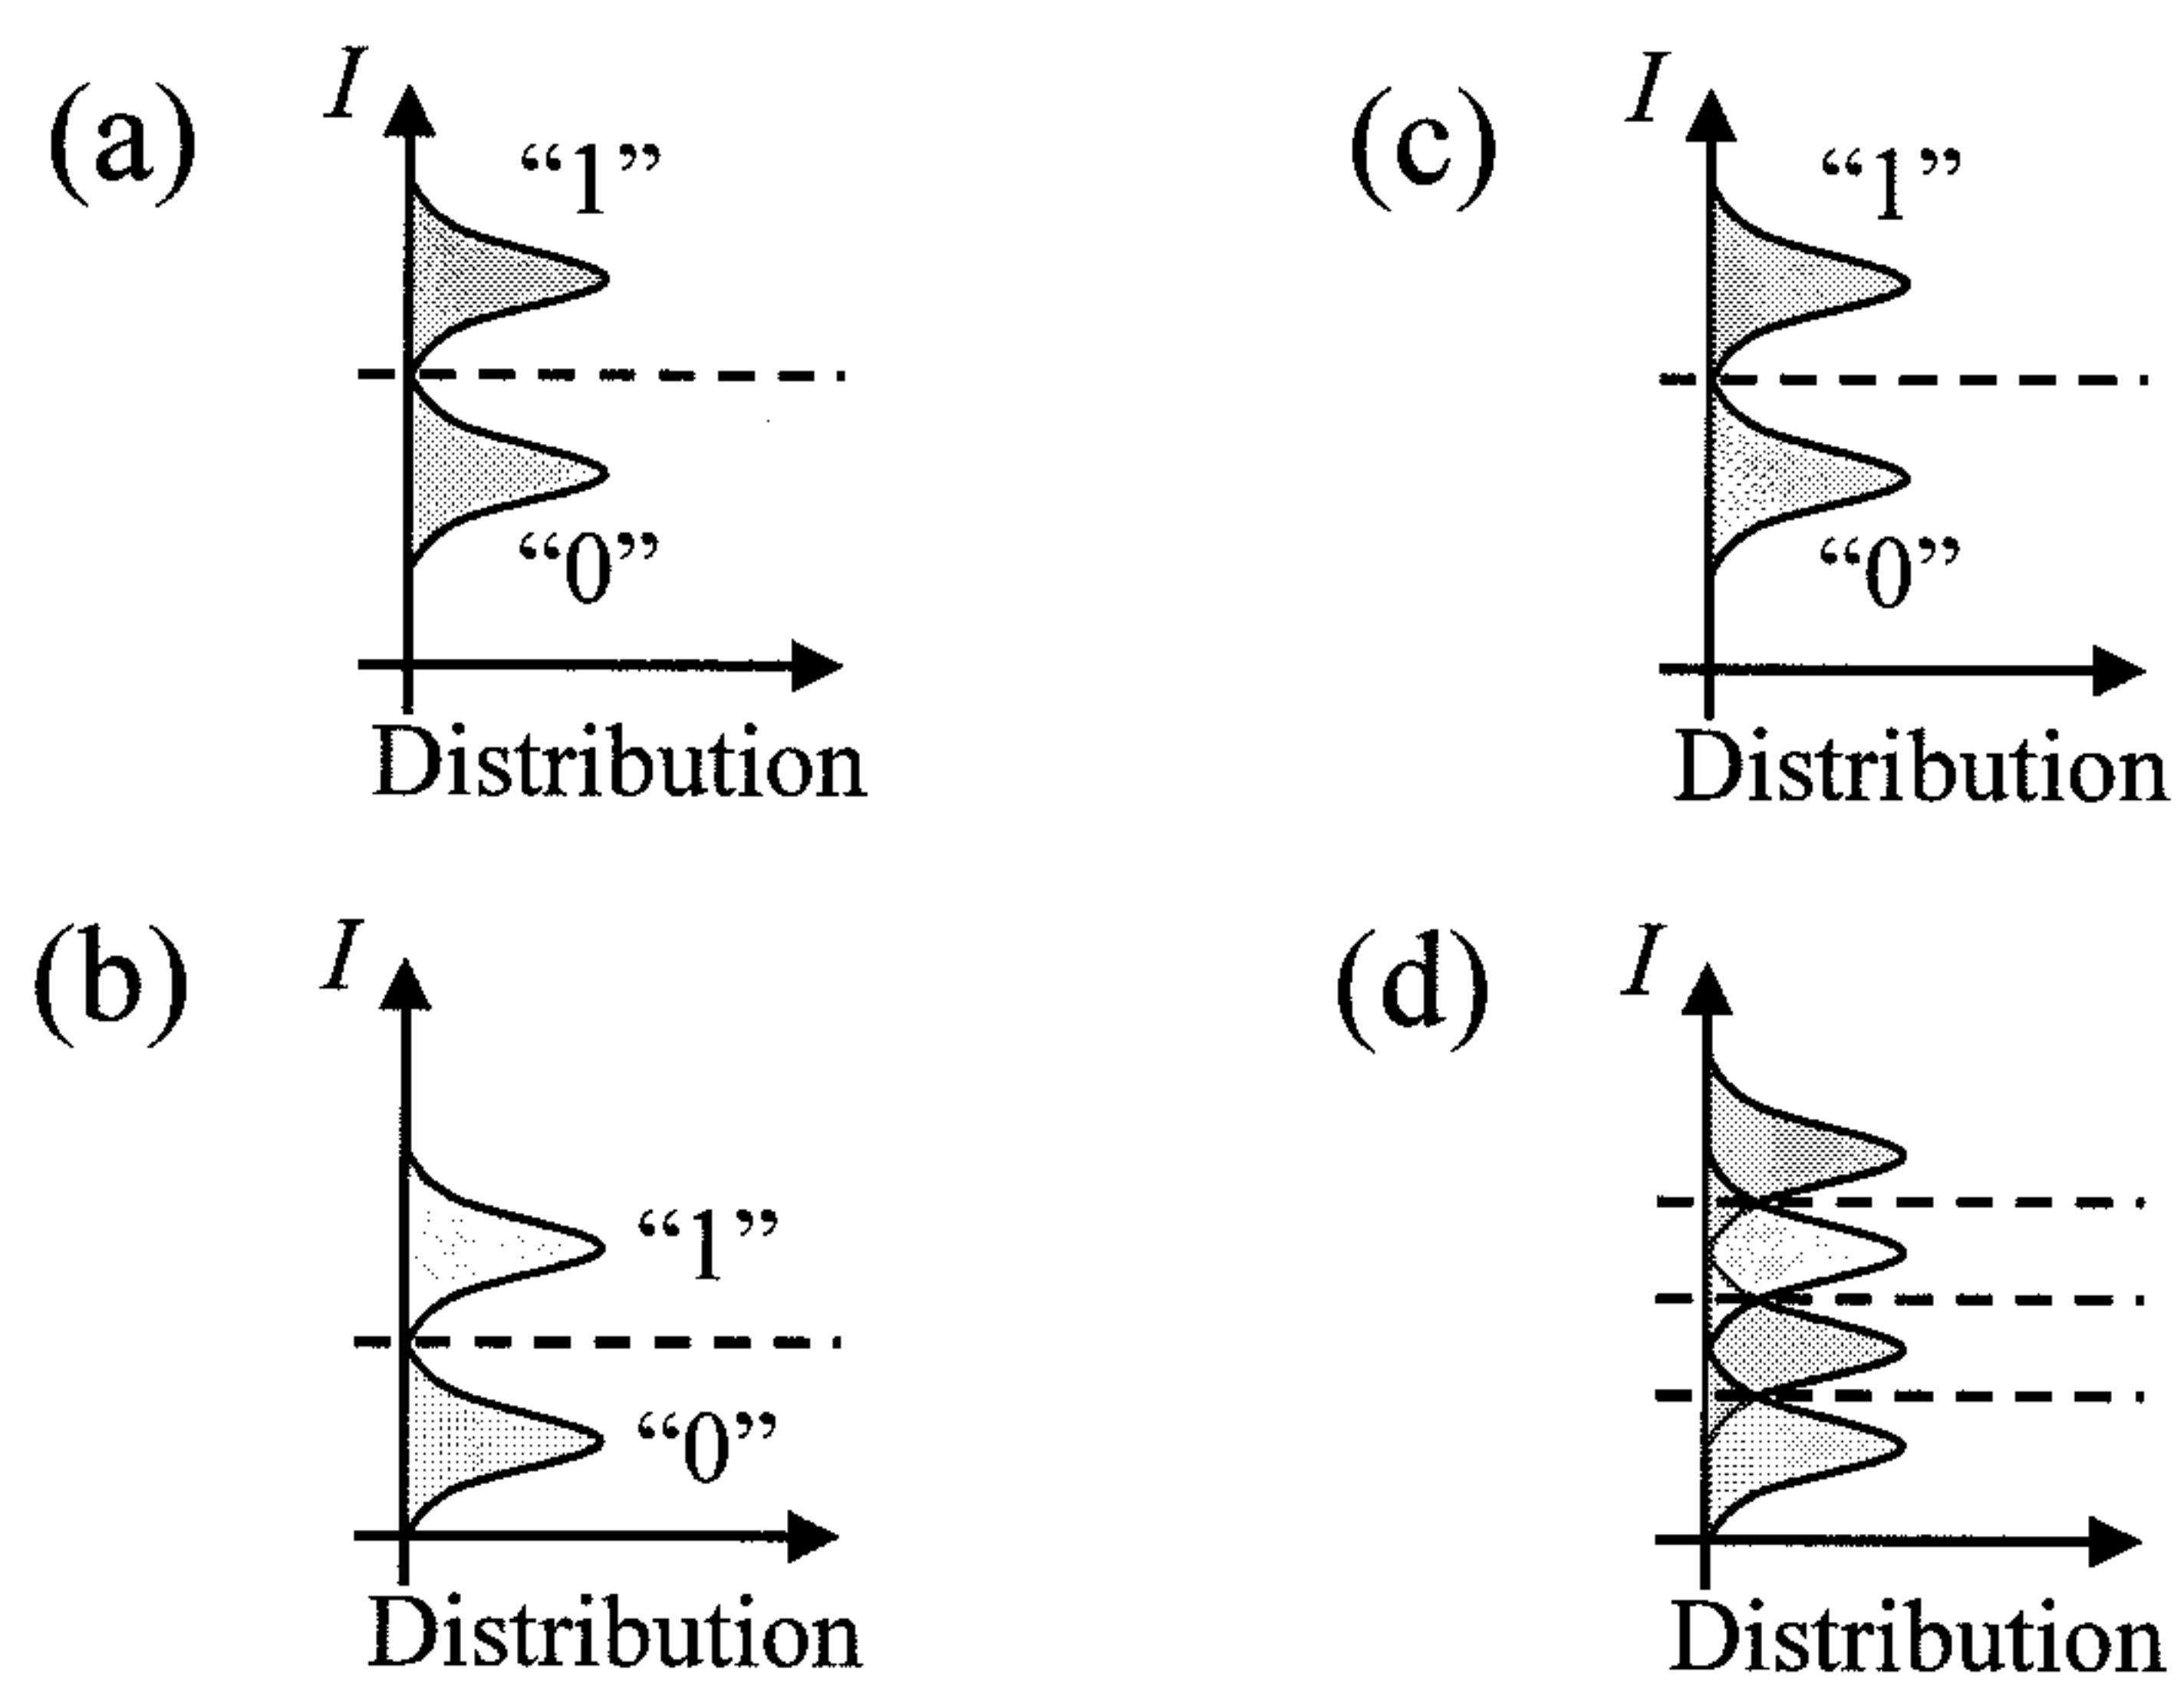 (a)
I
“1”
“0”
Distribution
(c)
I
“1”
“0”
Distribution
(b)
I
“1”
“0”
Distribution
(d)
I
Distribution